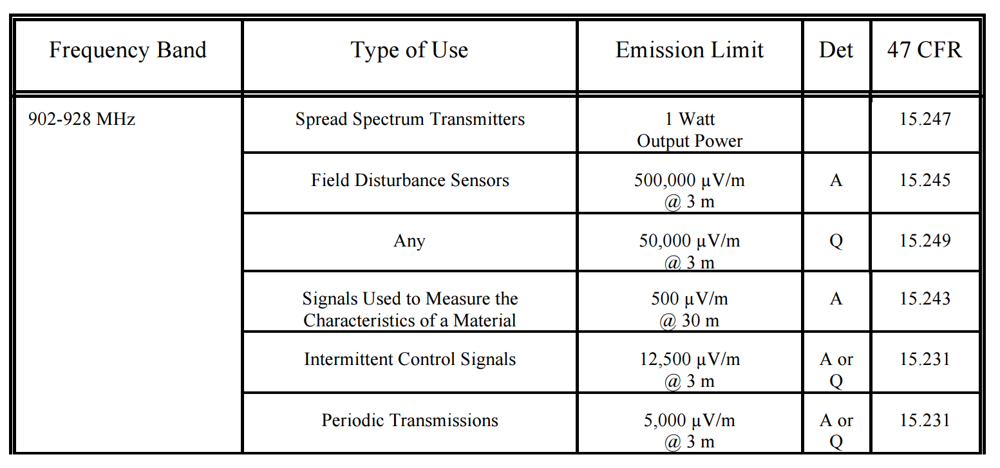 Frequency Band Type of Use Emission Limit Det 47 CFR
902-928 MHz Spread Spectrum Transmitters 1 Watt 15.247
Output Power
Field Disturbance Sensors 500,000 µV/m A 15.245
@ 3 m
Any 50,000 µV/m Q 15.249
@ 3 m
Signals Used to Measure the 500 µV/m A 15.243
Characteristics of a Material @ 30 m
Intermittent Control Signals 12,500 µV/m A or 15.231
@ 3 m Q
Periodic Transmissions 5,000 µV/m A or 15.231
@ 3 m Q